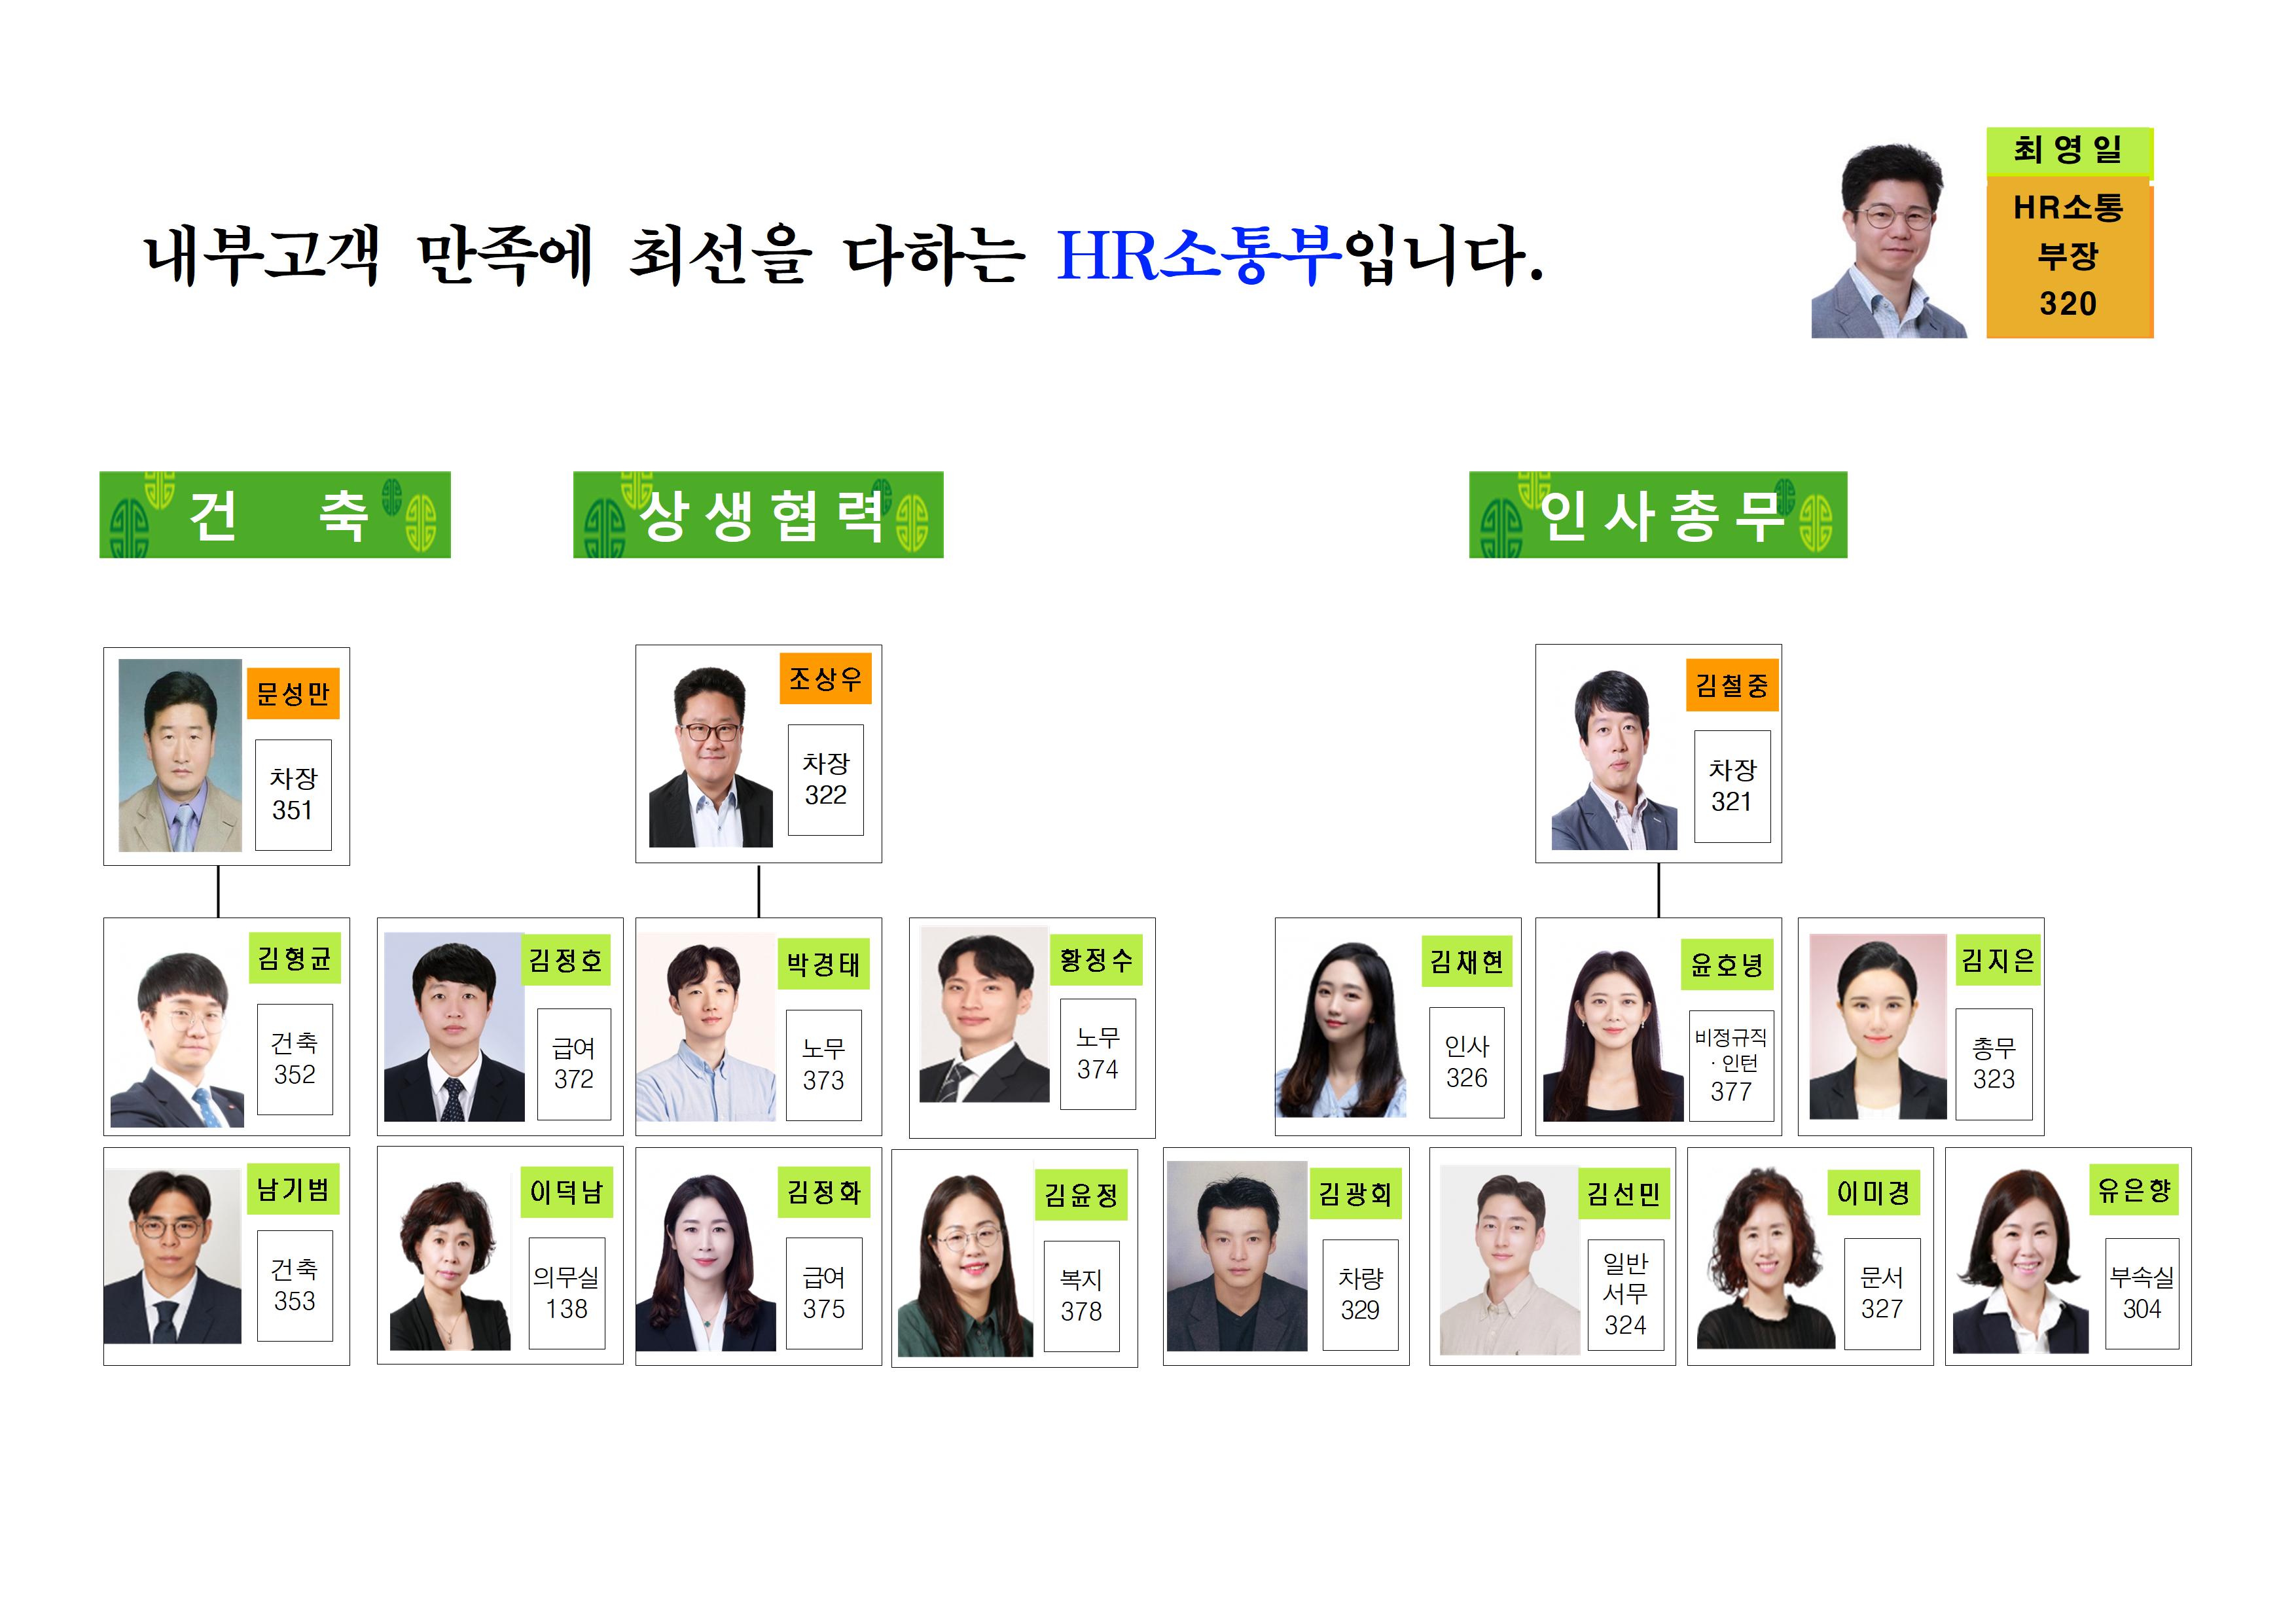 최영일
HR소통
부장
320
내부고객 만족에 최선을 다하는 HR소통부입니다.
건 축
상생협력
인사총무
문성만
차장
351
조상우
차장
322
김철중
차장
321
김형균
건축
352
김정호
급여
372
박경태
노무
373
황정수
노무
374
김채현
인사
326
윤호녕
비정규직
· 인턴
377
김지은
총무
323
남기범
건축
353
이덕남
의무실
138
김정화
급여
375
김윤정
복지
378
김광회
차량
329
김선민
일반
서무
324
이미경
문서
327
유은향
부속실
304